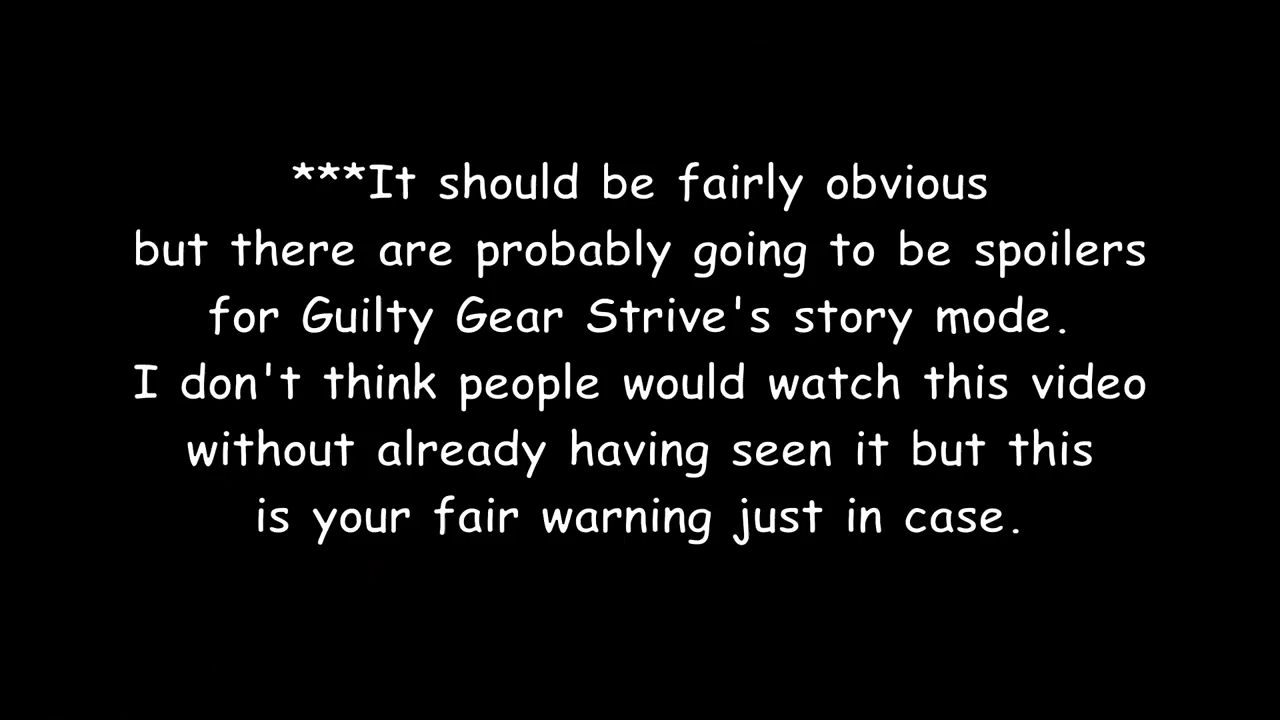 ***It should be fairly obvious
but there are probably going to be spoilers
for Guilty Gear Strive's story mode.
I don't think people would watch this video
without already having seen it but this
is your fair warning just in case.